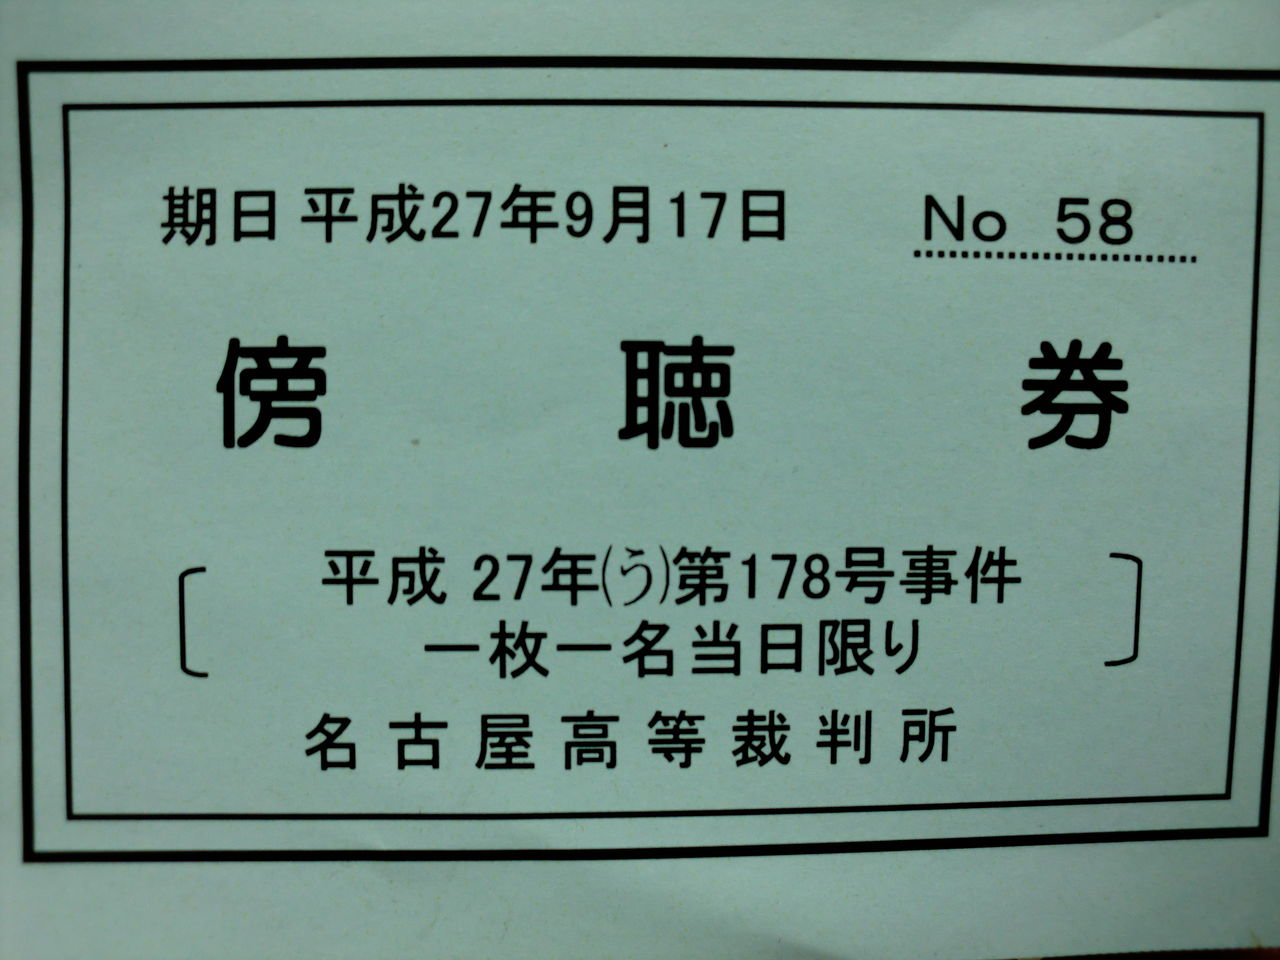 期日 平成27年9月17日 No 58
傍聴券
平成 27年(う)第178号事件
一枚一名当日限り
名古屋高等裁判所